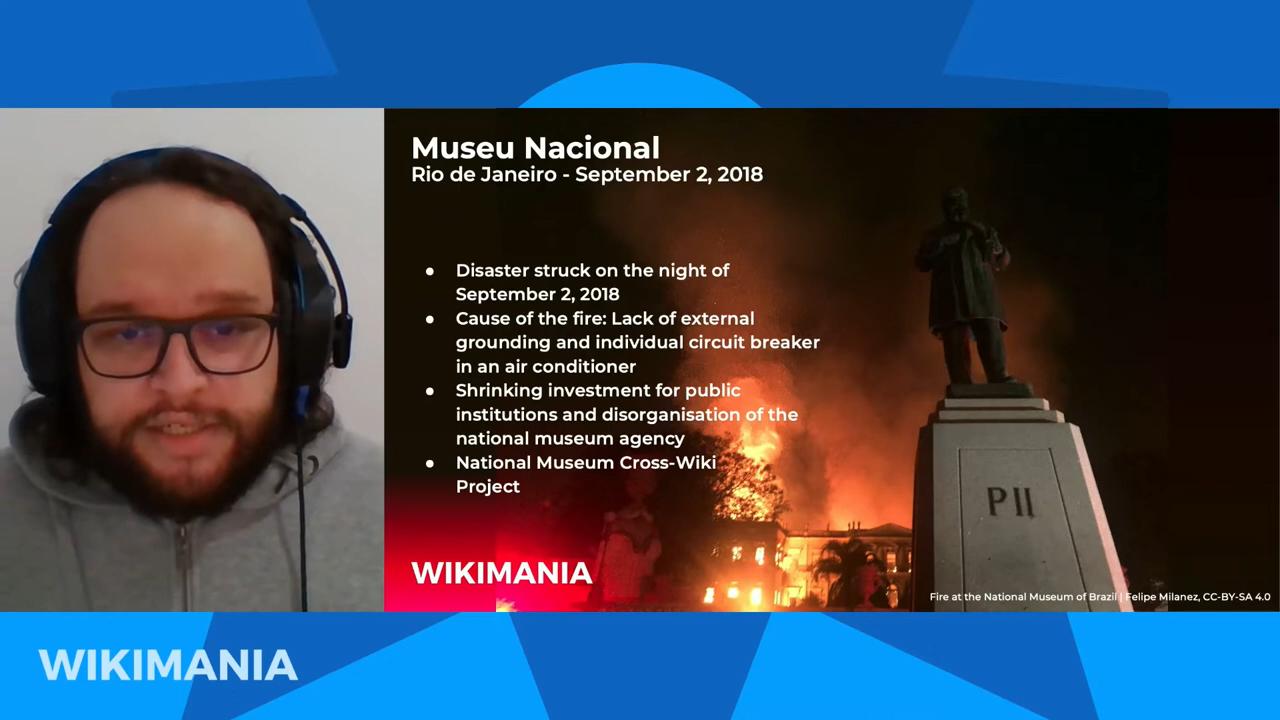 Museu Nacional
Rio de Janeiro - September 2, 2018
● Disaster struck on the night of
September 2, 2018
● Cause of the fire: Lack of external
grounding and individual circuit breaker
in an air conditioner
● Shrinking investment for public
institutions and disorganisation of the
national museum agency
● National Museum Cross-Wiki
Project
PII
WIKIMANIA
Fire at the National Museum of Brazil | Felipe Milanez, CC-BY-SA 4.0
WIKIMANIA